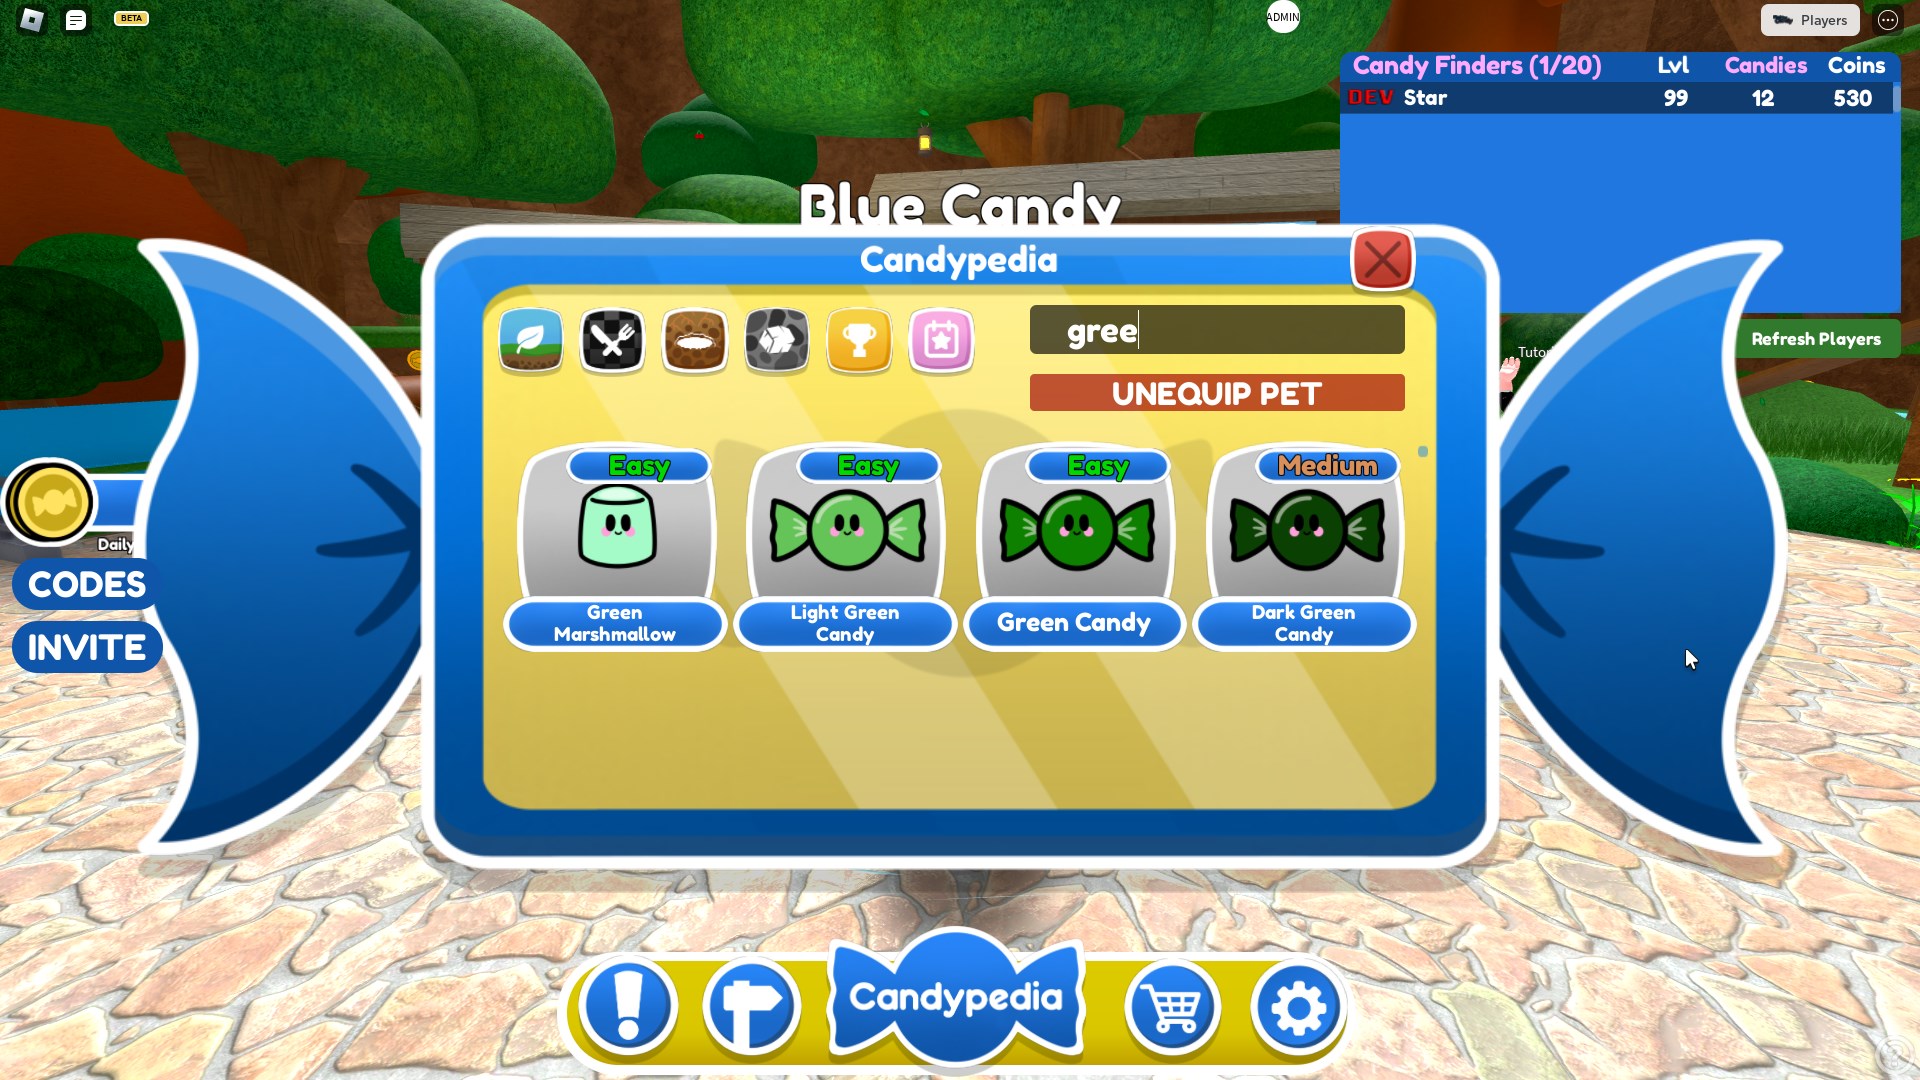 BETA
ADMIN
Players
Candy Finders (1/20) Lvl Candies Coins
DEV Star 99 12 530
Blue Candy
Candypedia
gree
UNEQUIP PET
Refresh Players
Easy
Easy
Easy
Medium
Green
Marshmallow
Light Green
Candy
Green Candy
Dark Green
Candy
Daily
CODES
INVITE
Candypedia